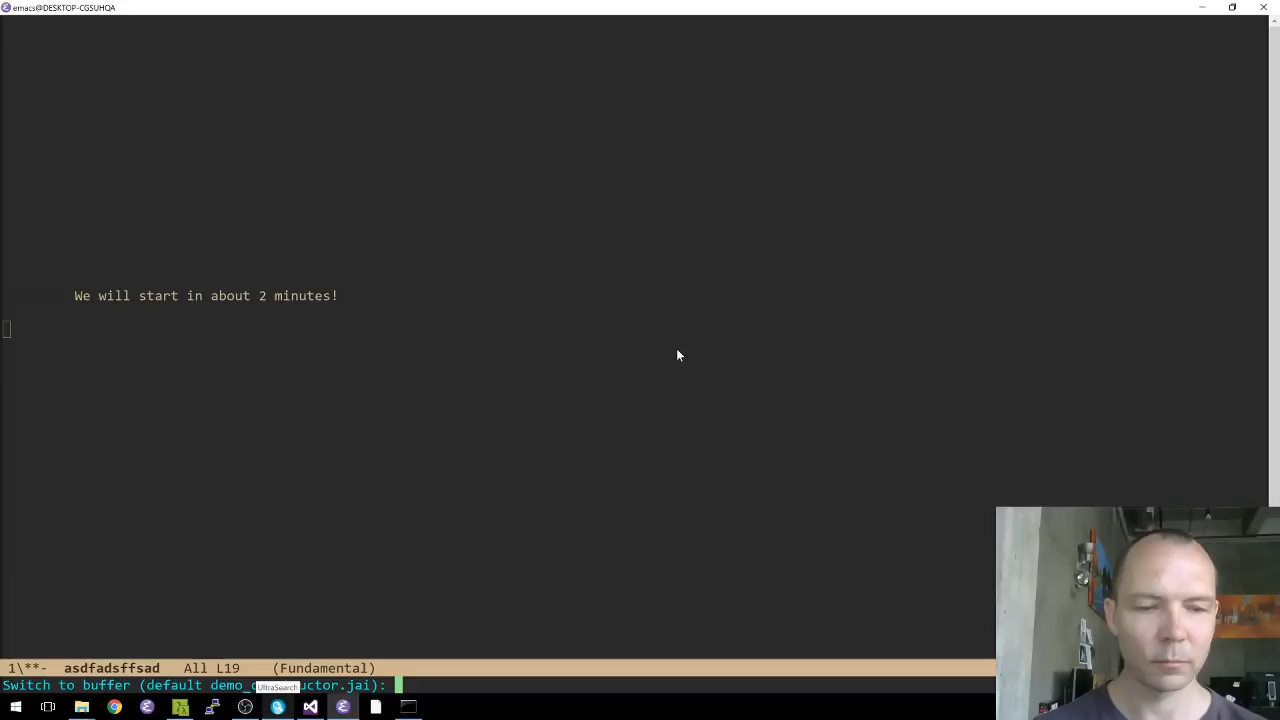 emacs@DESKTOP-CGSUHQA
We will start in about 2 minutes!
1\**- asdfadsffsad All L19 (Fundamental)
Switch to buffer (default uctor.jai):
UltraSearch